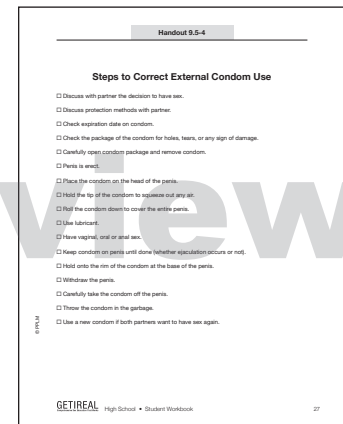 Handout 9.5-4
Steps to Correct External Condom Use
☐ Discuss with partner the decision to have sex.
☐ Discuss protection methods with partner.
☐ Check expiration date on condom.
☐ Check the package of the condom for holes, tears, or any sign of damage.
☐ Carefully open condom package and remove condom.
☐ Penis is erect.
☐ Place the condom on the head of the penis.
☐ Hold the tip of the condom to squeeze out any air.
☐ Roll the condom down to cover the entire penis.
☐ Use lubricant.
☐ Have vaginal, oral or anal sex.
☐ Keep condom on penis until done (whether ejaculation occurs or not).
☐ Hold onto the rim of the condom at the base of the penis.
☐ Withdraw the penis.
☐ Carefully take the condom off the penis.
☐ Throw the condom in the garbage.
☐ Use a new condom if both partners want to have sex again.
view
© PPLM
GET REAL High School • Student Workbook 27